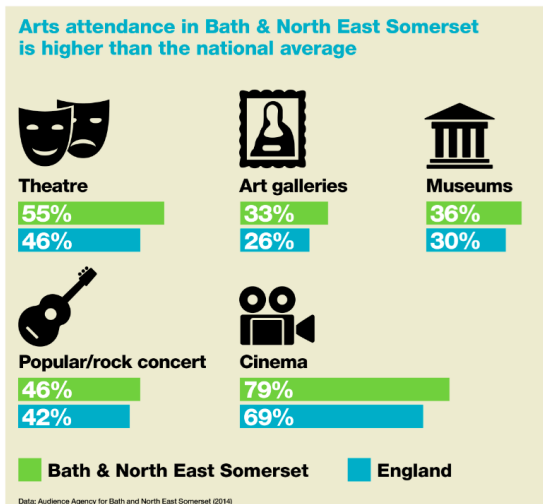 Arts attendance in Bath & North East Somerset
is higher than the national average
Theatre
55%
46%
Art galleries
33%
26%
Museums
36%
30%
Popular/rock concert
46%
42%
Cinema
79%
69%
Bath & North East Somerset
England
Data: Audience Agency for Bath and North East Somerset (2014)